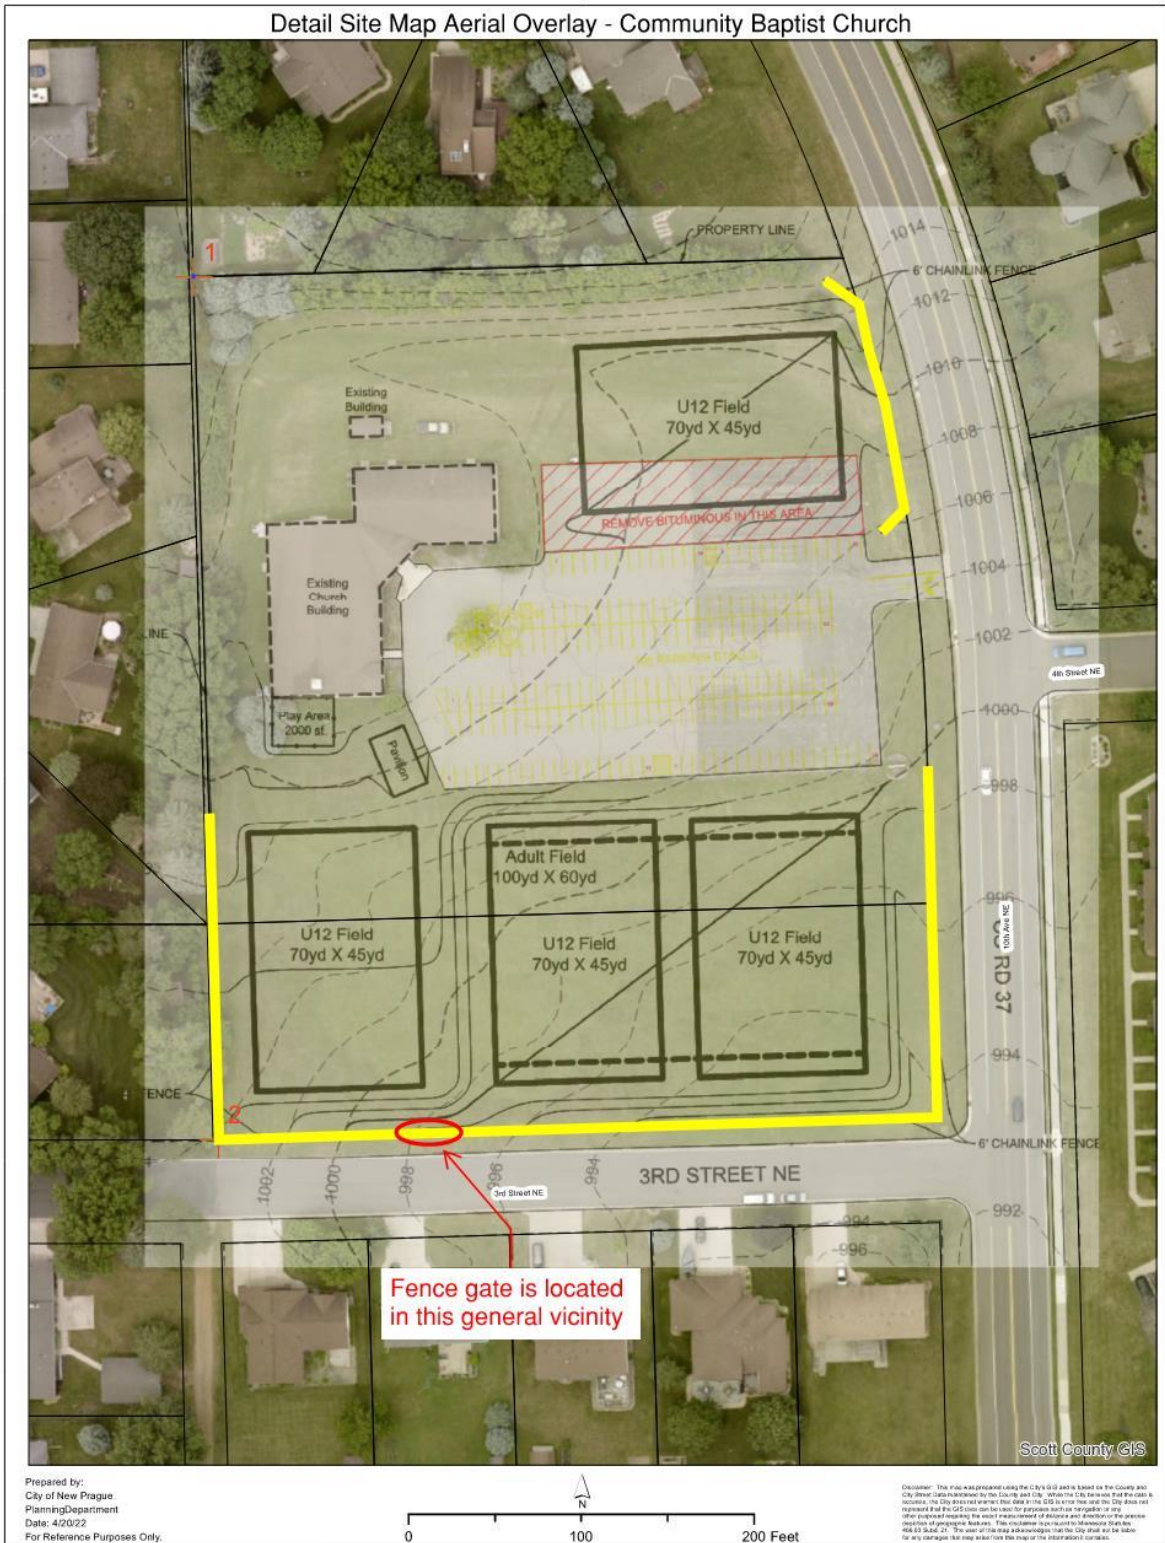 Detail Site Map Aerial Overlay - Community Baptist Church
1
PROPERTY LINE
1014
6' CHAINLINK FENCE
1012
1010
Existing
Building
U12 Field
70yd X 45yd
1008
1006
REMOVE BITUMINOUS IN THIS AREA
1004
Existing
Church
Building
LINE
1002
4th Street NE
PARKING STALLS
Play Area
2000 sf.
1000
Pavilion
998
Adult Field
100yd X 60yd
996
10th Ave NE
RD 37
U12 Field
70yd X 45yd
U12 Field
70yd X 45yd
U12 Field
70yd X 45yd
994
FENCE
2
6' CHAINLINK FENCE
1002
1000
998
996
994
3RD STREET NE
3rd Street NE
992
994
996
Fence gate is located
in this general vicinity
Scott County GIS
Prepared by:
City of New Prague
PlanningDepartment
Date: 4/20/22
For Reference Purposes Only.
N
0 100 200 Feet